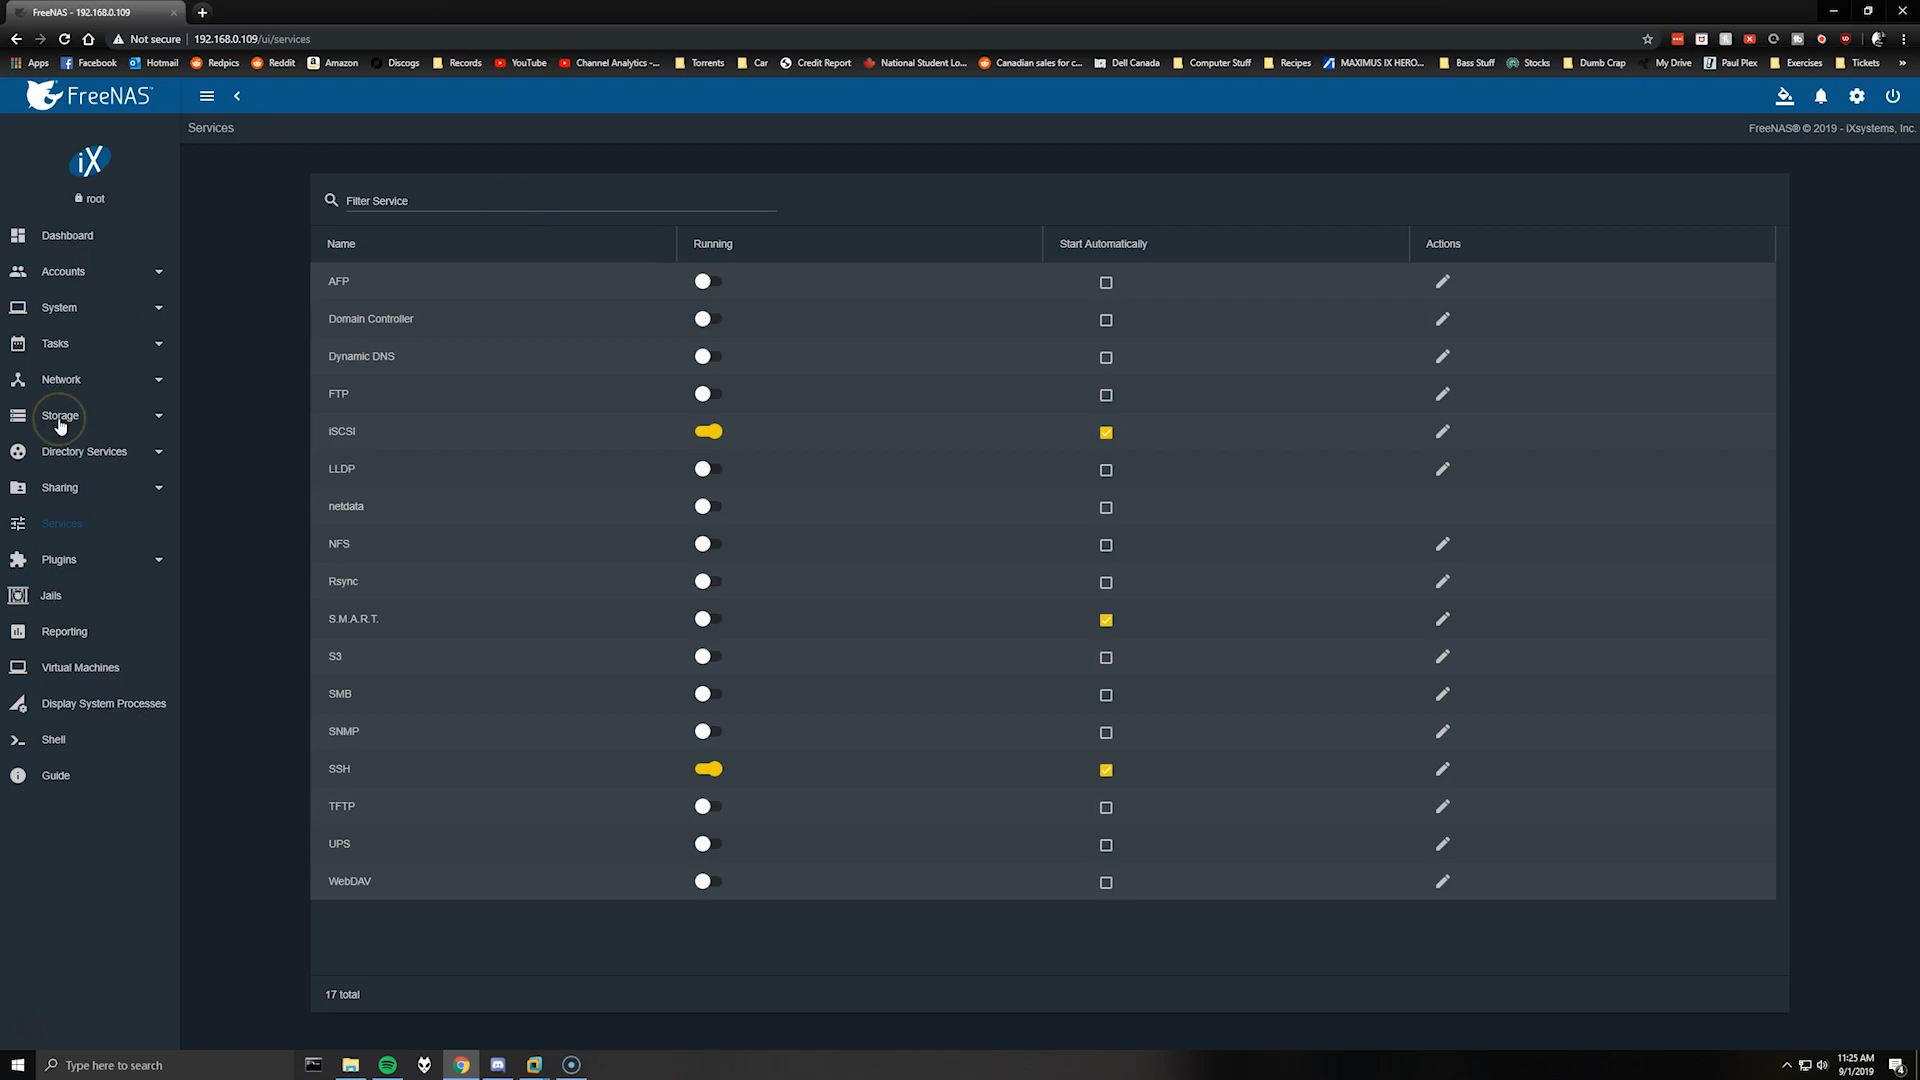 FreeNAS - 192.168.0.109
Not secure 192.168.0.109/ui/services
Apps Facebook Hotmail Redpics Reddit Amazon Discogs Records YouTube Channel Analytics -... Torrents Car Credit Report National Student Lo... Canadian sales for c... Dell Canada Computer Stuff Recipes MAXIMUS IX HERO... Bass Stuff Stocks Dumb Crap My Drive Paul Plex Exercises Tickets »
FreeNAS
Services
FreeNAS® © 2019 - iXsystems, Inc.
iX
root
Dashboard
Accounts
System
Tasks
Network
Storage
Directory Services
Sharing
Services
Plugins
Jails
Reporting
Virtual Machines
Display System Processes
Shell
Guide
Filter Service
Name Running Start Automatically Actions
AFP
Domain Controller
Dynamic DNS
FTP
iSCSI
LLDP
netdata
NFS
Rsync
S.M.A.R.T.
S3
SMB
SNMP
SSH
TFTP
UPS
WebDAV
17 total
Type here to search
11:25 AM
9/1/2019
4